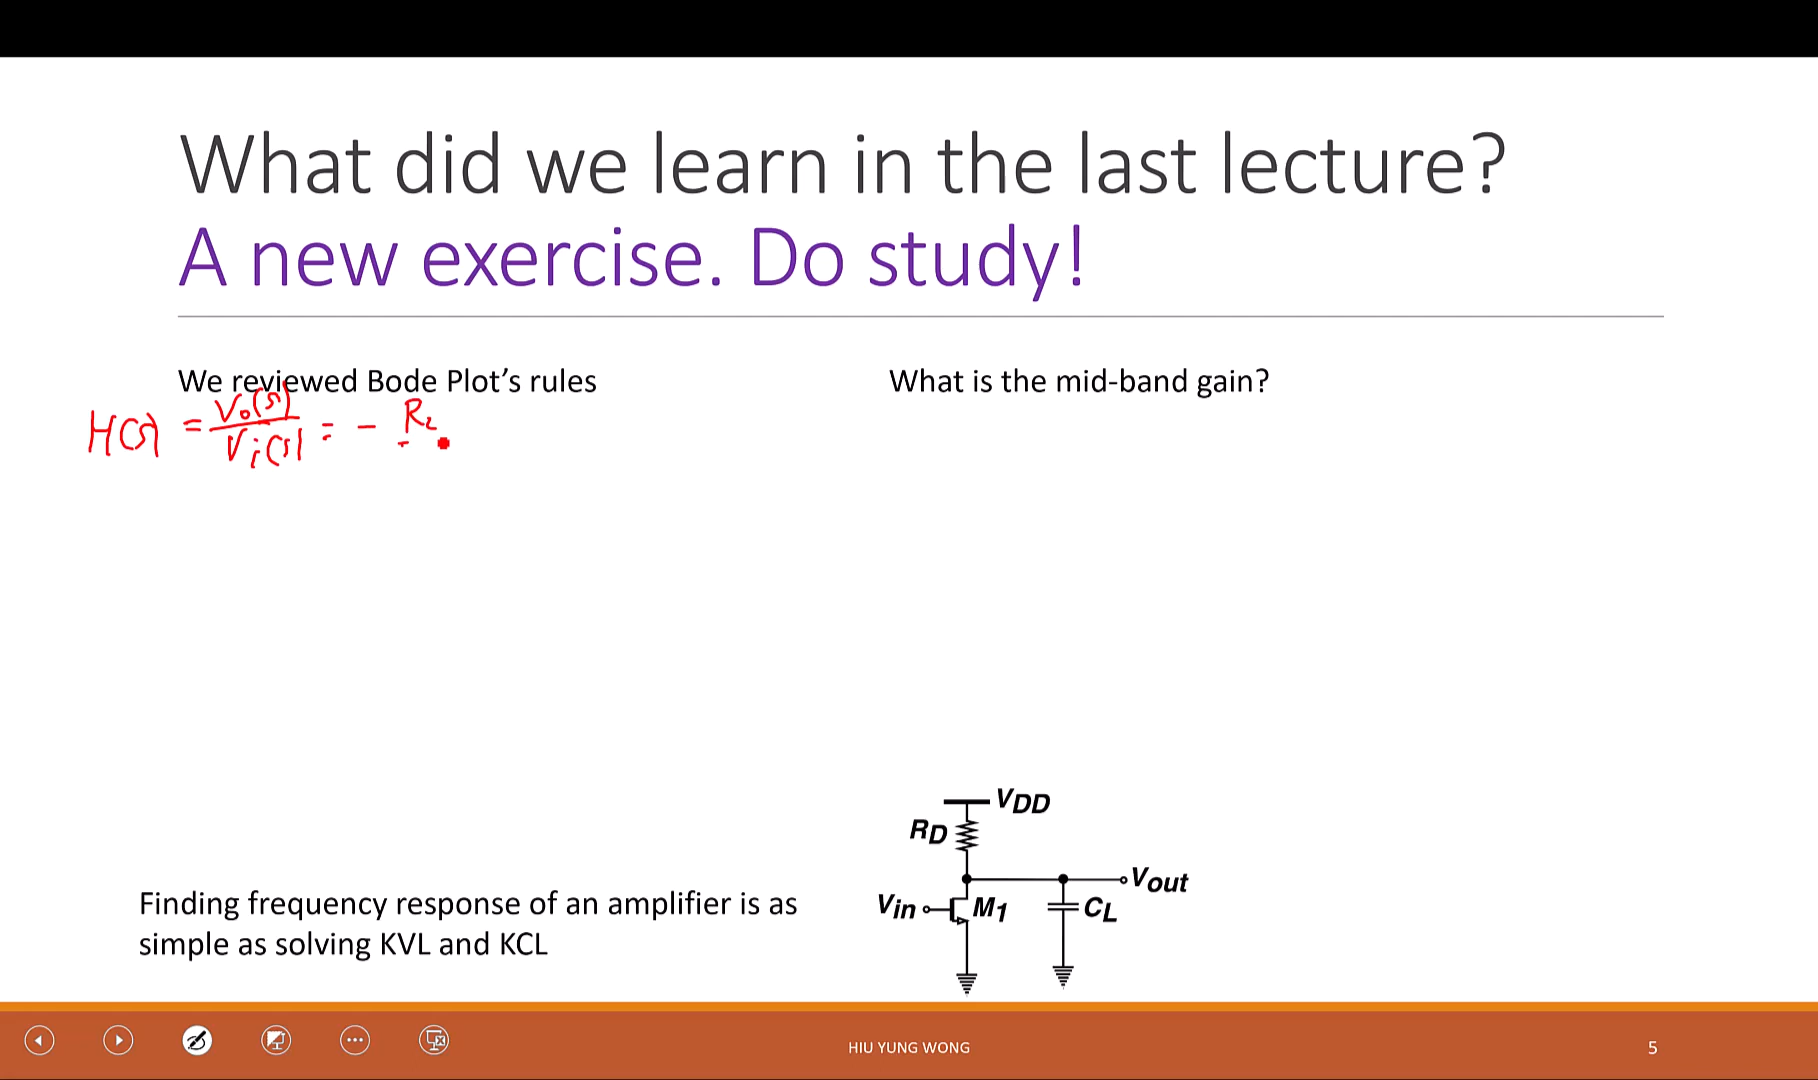 What did we learn in the last lecture?
A new exercise. Do study!
We reviewed Bode Plot’s rules
H(s) = Vo(s) / Vi(s) = - R2
What is the mid-band gain?
VDD
RD
Vout
Vin
M1
CL
Finding frequency response of an amplifier is as
simple as solving KVL and KCL
HIU YUNG WONG
5